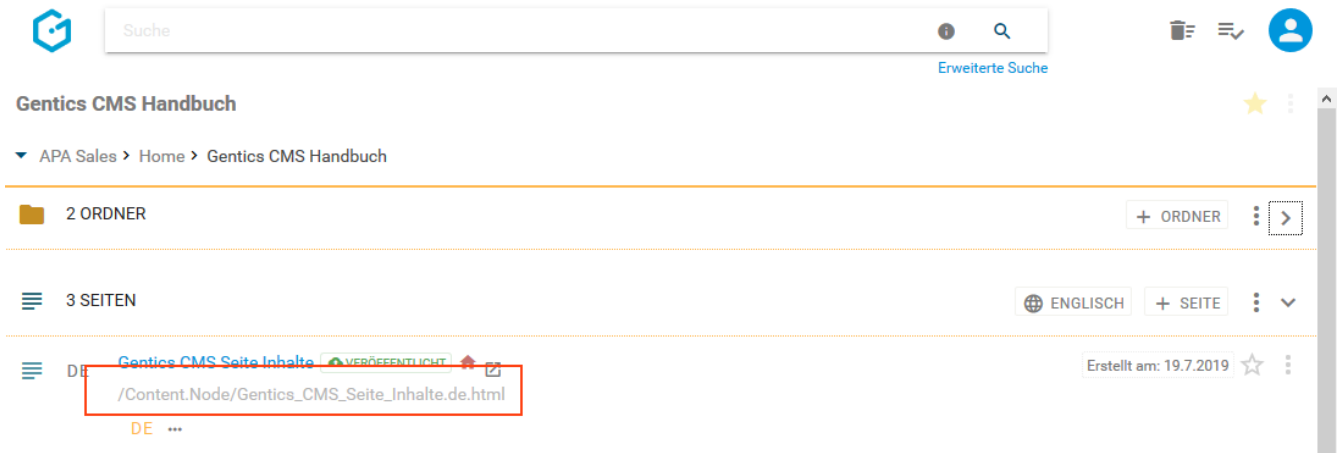 Suche
Erweiterte Suche
Gentics CMS Handbuch
APA Sales > Home > Gentics CMS Handbuch
2 ORDNER + ORDNER
3 SEITEN ENGLISCH + SEITE
DE Gentics CMS Seite Inhalte VERÖFFENTLICHT Erstellt am: 19.7.2019
/Content.Node/Gentics_CMS_Seite_Inhalte.de.html
DE ...